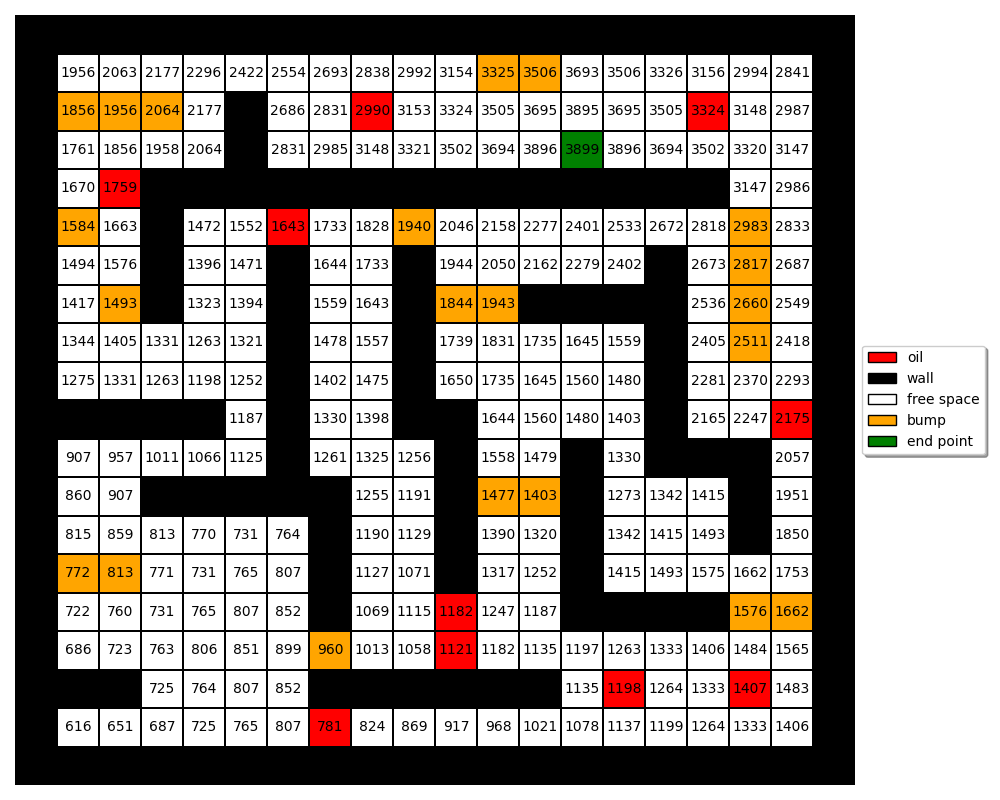 1956 2063 2177 2296 2422 2554 2693 2838 2992 3154 3325 3506 3693 3506 3326 3156 2994 2841
1856 1956 2064 2177 2686 2831 2990 3153 3324 3505 3695 3895 3695 3505 3324 3148 2987
1761 1856 1958 2064 2831 2985 3148 3321 3502 3694 3896 3899 3896 3694 3502 3320 3147
1670 1759 3147 2986
1584 1663 1472 1552 1643 1733 1828 1940 2046 2158 2277 2401 2533 2672 2818 2983 2833
1494 1576 1396 1471 1644 1733 1944 2050 2162 2279 2402 2673 2817 2687
1417 1493 1323 1394 1559 1643 1844 1943 2536 2660 2549
1344 1405 1331 1263 1321 1478 1557 1739 1831 1735 1645 1559 2405 2511 2418
1275 1331 1263 1198 1252 1402 1475 1650 1735 1645 1560 1480 2281 2370 2293
1187 1330 1398 1644 1560 1480 1403 2165 2247 2175
907 957 1011 1066 1125 1261 1325 1256 1558 1479 1330 2057
860 907 1255 1191 1477 1403 1273 1342 1415 1951
815 859 813 770 731 764 1190 1129 1390 1320 1342 1415 1493 1850
772 813 771 731 765 807 1127 1071 1317 1252 1415 1493 1575 1662 1753
722 760 731 765 807 852 1069 1115 1182 1247 1187 1576 1662
686 723 763 806 851 899 960 1013 1058 1121 1182 1135 1197 1263 1333 1406 1484 1565
725 764 807 852 1135 1198 1264 1333 1407 1483
616 651 687 725 765 807 781 824 869 917 968 1021 1078 1137 1199 1264 1333 1406
oil
wall
free space
bump
end point